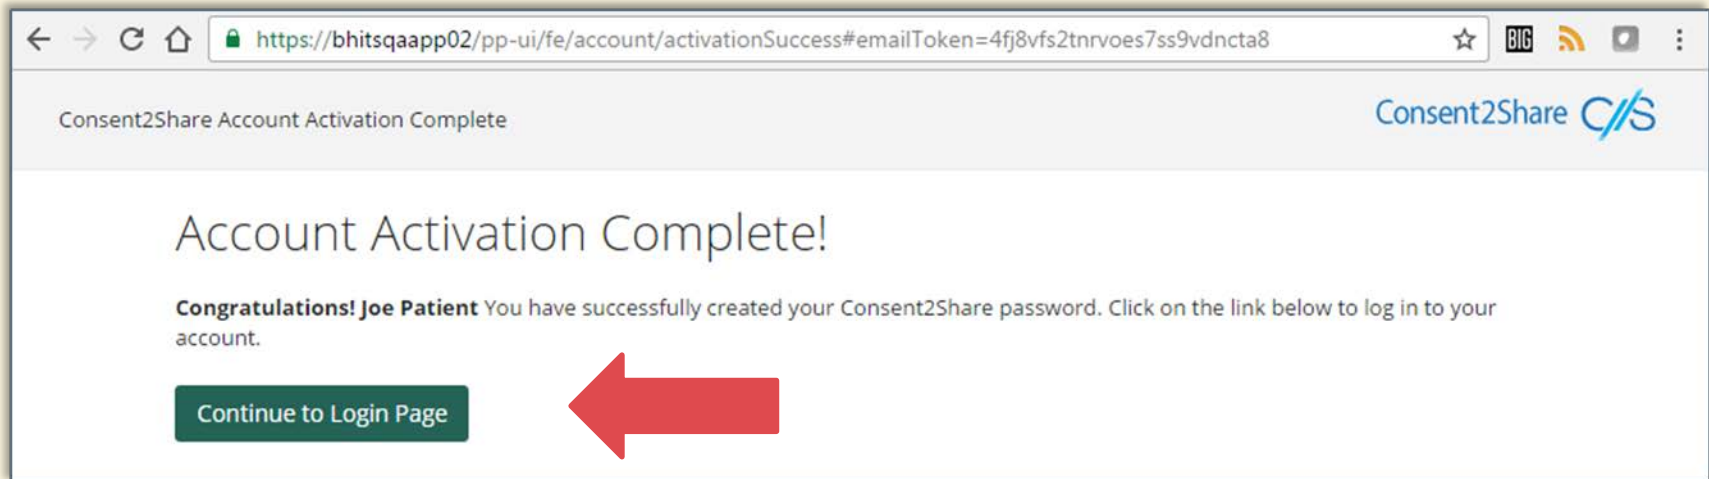 https://bhitsqaapp02/pp-ui/fe/account/activationSuccess#emailToken=4fj8vfs2tnrvoes7ss9vdncta8
BIG
Consent2Share Account Activation Complete
Consent2Share C//S
Account Activation Complete!
Congratulations! Joe Patient You have successfully created your Consent2Share password. Click on the link below to log in to your
account.
Continue to Login Page